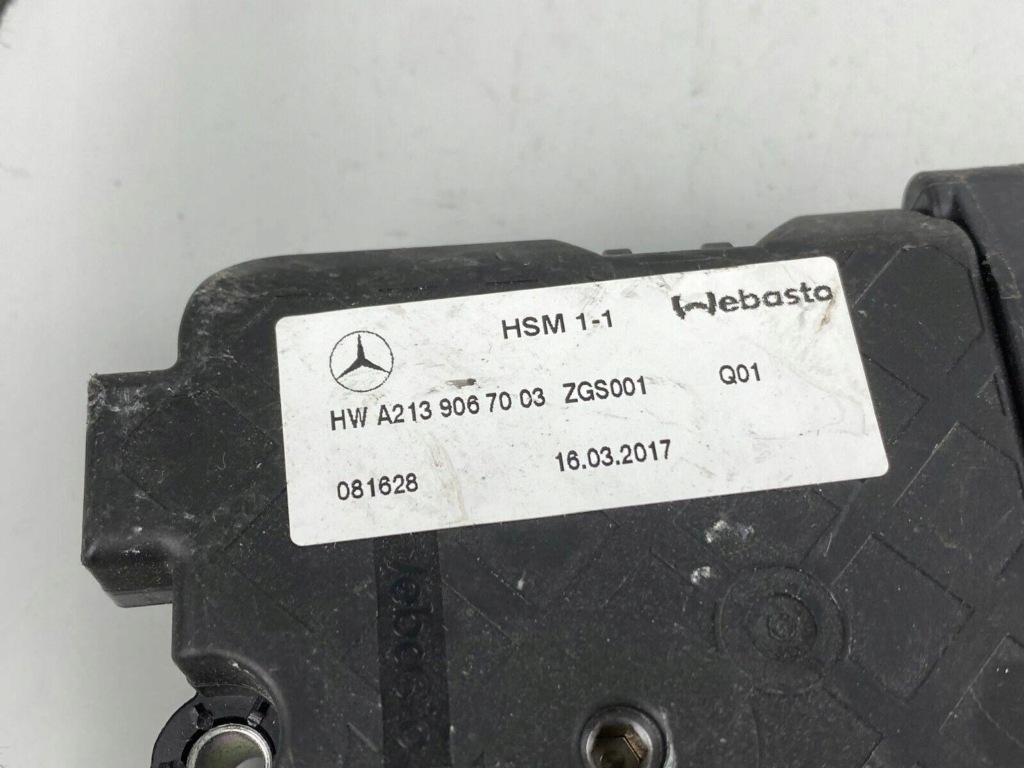 HSM 1-1
Webasto
HW A213 906 70 03 ZGS001 Q01
081628 16.03.2017